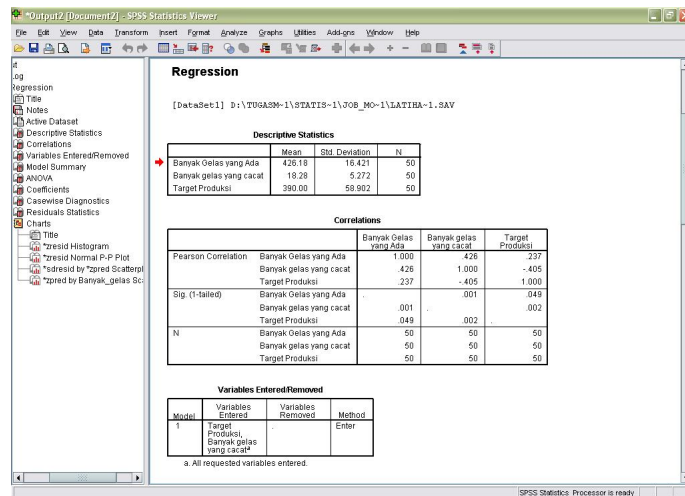 *Output2 [Document2] - SPSS Statistics Viewer
File Edit View Data Transform Insert Format Analyze Graphs Utilities Add-ons Window Help
Log
Regression
Title
Notes
Active Dataset
Descriptive Statistics
Correlations
Variables Entered/Removed
Model Summary
ANOVA
Coefficients
Casewise Diagnostics
Residuals Statistics
Charts
Title
*zresid Histogram
*zresid Normal P-P Plot
*sdresid by *zpred Scatterpl
*zpred by Banyak_gelas Sc
Regression
[DataSet1] D:\TUGASM~1\STATIS~1\JOB_MO~1\LATIHA~1.SAV
Descriptive Statistics
Mean Std. Deviation N
Banyak Gelas yang Ada 426.18 16.421 50
Banyak gelas yang cacat 18.28 5.272 50
Target Produksi 390.00 58.902 50
Correlations
Banyak Gelas yang Ada Banyak gelas yang cacat Target Produksi
Pearson Correlation Banyak Gelas yang Ada 1.000 .426 .237
Banyak gelas yang cacat .426 1.000 -.405
Target Produksi .237 -.405 1.000
Sig. (1-tailed) Banyak Gelas yang Ada . .001 .049
Banyak gelas yang cacat .001 . .002
Target Produksi .049 .002 .
N Banyak Gelas yang Ada 50 50 50
Banyak gelas yang cacat 50 50 50
Target Produksi 50 50 50
Variables Entered/Removed
Model Variables Entered Variables Removed Method
1 Target Produksi, Banyak gelas yang cacat a . Enter
a. All requested variables entered.
SPSS Statistics Processor is ready